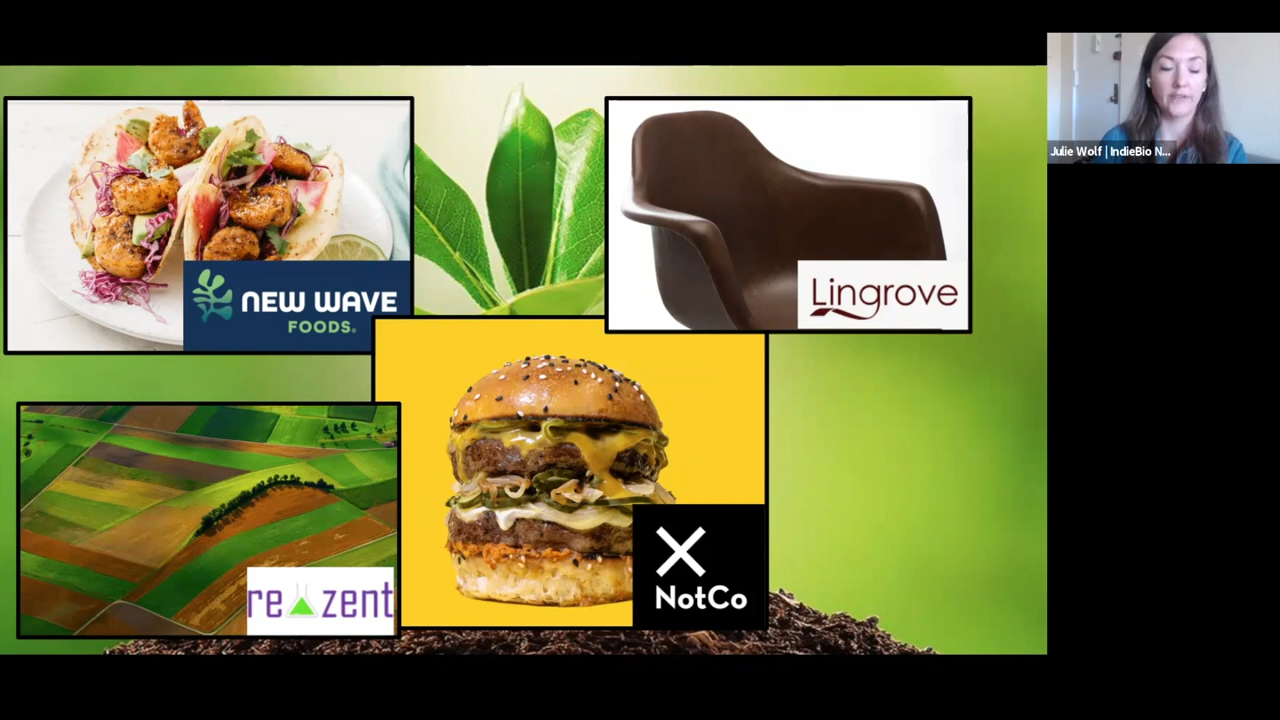 Julie Wolf | IndieBio N...
NEW WAVE
FOODS®
Lingrove
re zent
NotCo